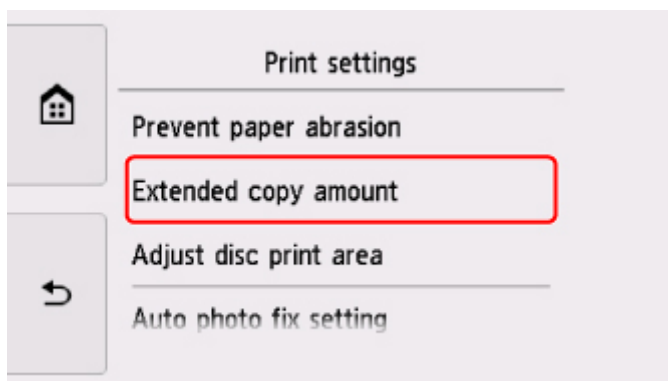 Print settings
Prevent paper abrasion
Extended copy amount
Adjust disc print area
Auto photo fix setting